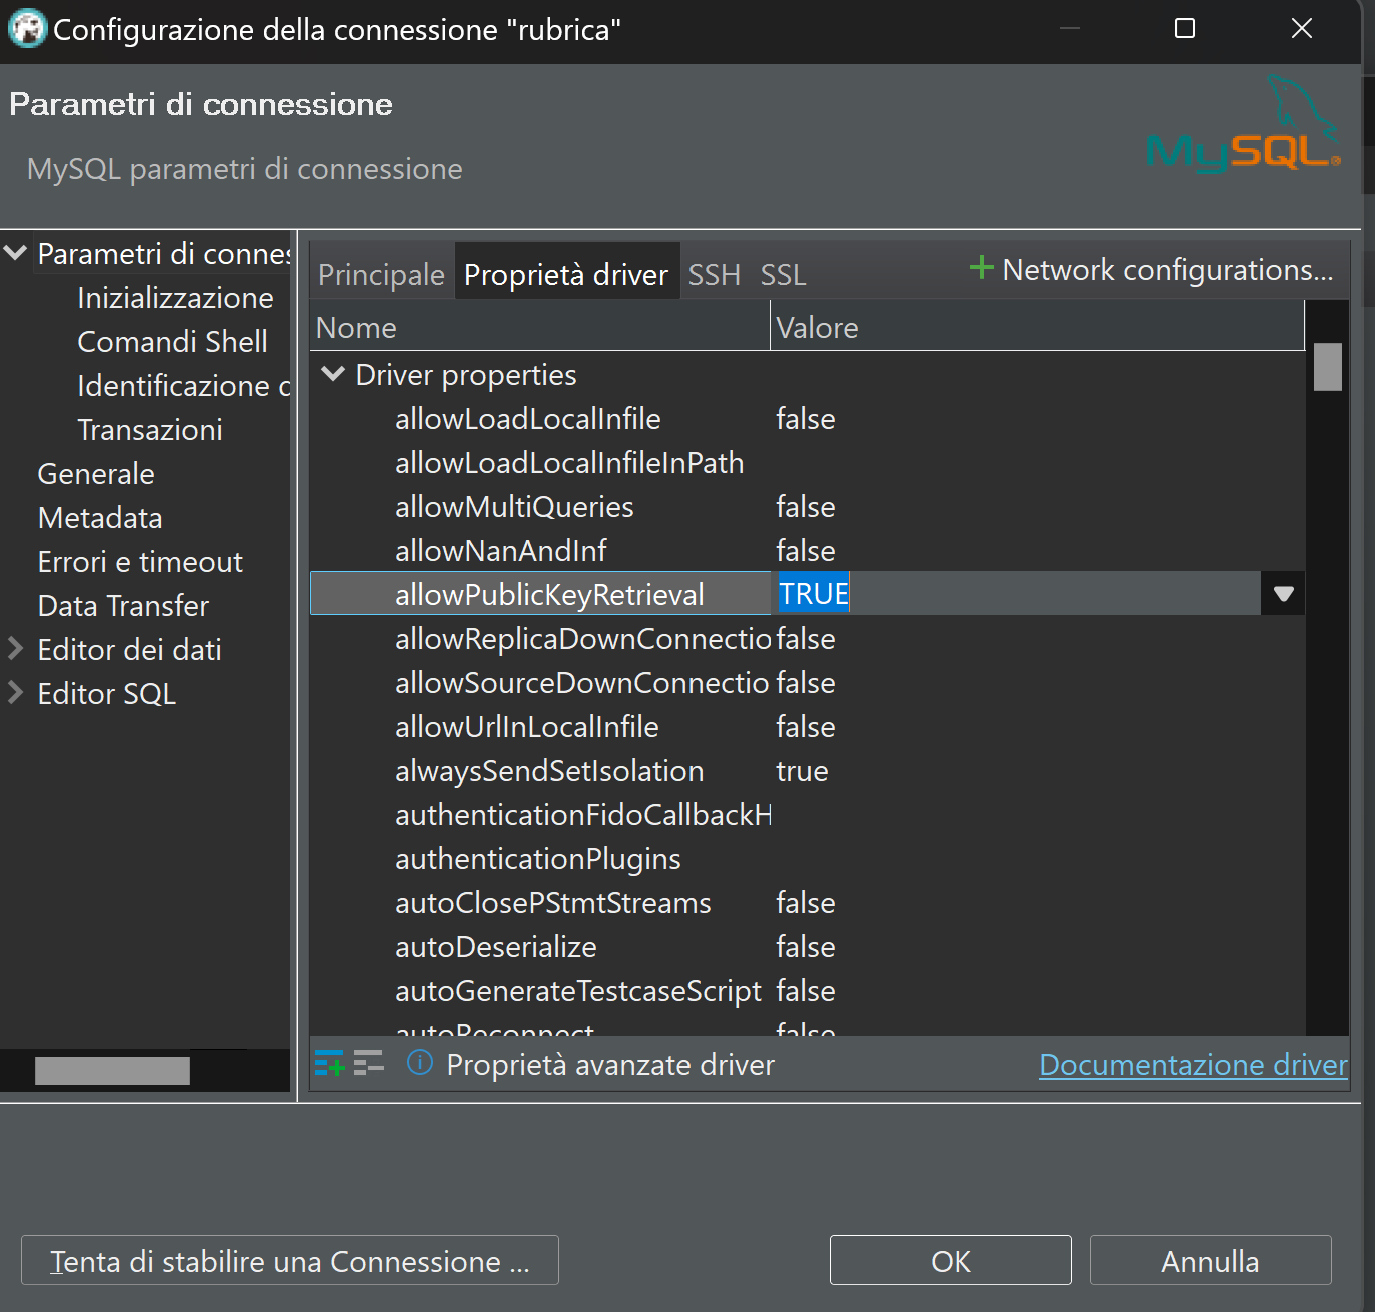 Configurazione della connessione "rubrica"
Parametri di connessione
MySQL parametri di connessione
MySQL®
Parametri di connes
Inizializzazione
Comandi Shell
Identificazione c
Transazioni
Generale
Metadata
Errori e timeout
Data Transfer
Editor dei dati
Editor SQL
Principale Proprietà driver SSH SSL + Network configurations...
Nome Valore
Driver properties
allowLoadLocalInfile false
allowLoadLocalInfileInPath
allowMultiQueries false
allowNanAndInf false
allowPublicKeyRetrieval TRUE
allowReplicaDownConnectio false
allowSourceDownConnectio false
allowUrlInLocalInfile false
alwaysSendSetIsolation true
authenticationFidoCallbackH
authenticationPlugins
autoClosePStmtStreams false
autoDeserialize false
autoGenerateTestcaseScript false
autoReconnect false
Proprietà avanzate driver Documentazione driver
Tenta di stabilire una Connessione ... OK Annulla